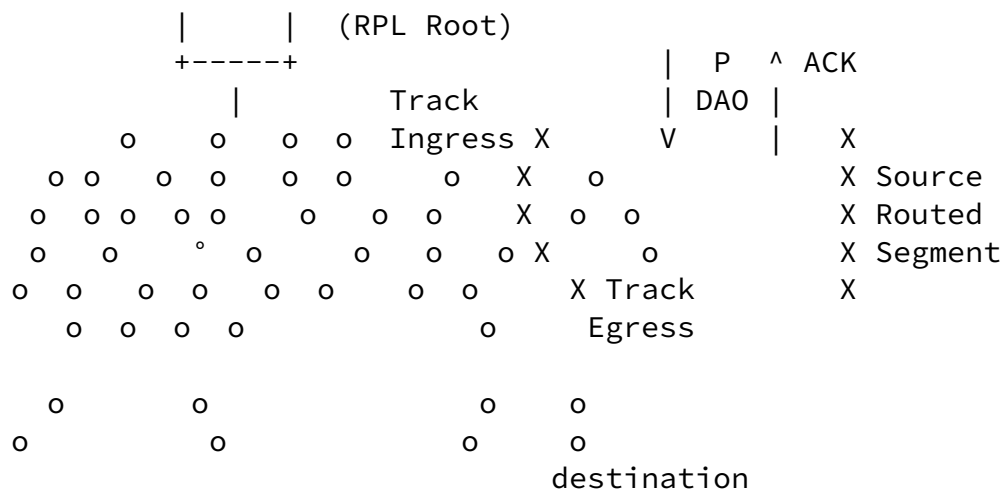 |     |  (RPL Root)
+-----+                    |  P  ^ ACK
|        Track          | DAO |
o    o   o  o  Ingress X      V     |   X
o o   o  o   o  o     o   X   o             X Source
o  o o  o o    o   o  o    X  o  o           X Routed
o   o    °  o     o   o   o X     o          X Segment
o  o   o  o   o  o    o  o     X Track       X
o  o  o  o             o     Egress

o       o               o    o
o          o             o     o
destination